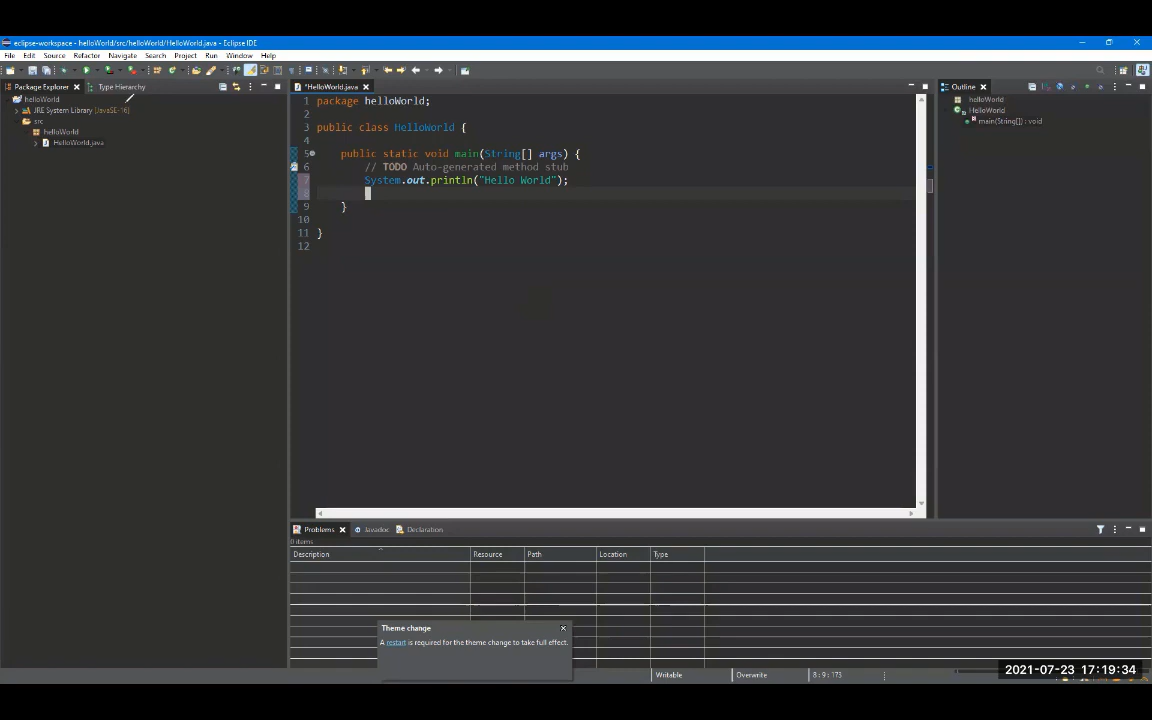 eclipse-workspace - helloWorld/src/helloWorld/HelloWorld.java - Eclipse IDE
File Edit Source Refactor Navigate Search Project Run Window Help
Package Explorer Type Hierarchy
helloWorld
JRE System Library [JavaSE-16]
src
helloWorld
HelloWorld.java
*HelloWorld.java
1 package helloWorld;
2
3 public class HelloWorld {
4
5 public static void main(String[] args) {
6 // TODO Auto-generated method stub
7 System.out.println("Hello World");
8
9 }
10
11 }
12
Outline
helloWorld
HelloWorld
main(String[]) : void
Problems Javadoc Declaration
0 items
Description Resource Path Location Type
Theme change
A restart is required for the theme change to take full effect.
Writable Overwrite 8 : 9 : 173
2021-07-23 17:19:34